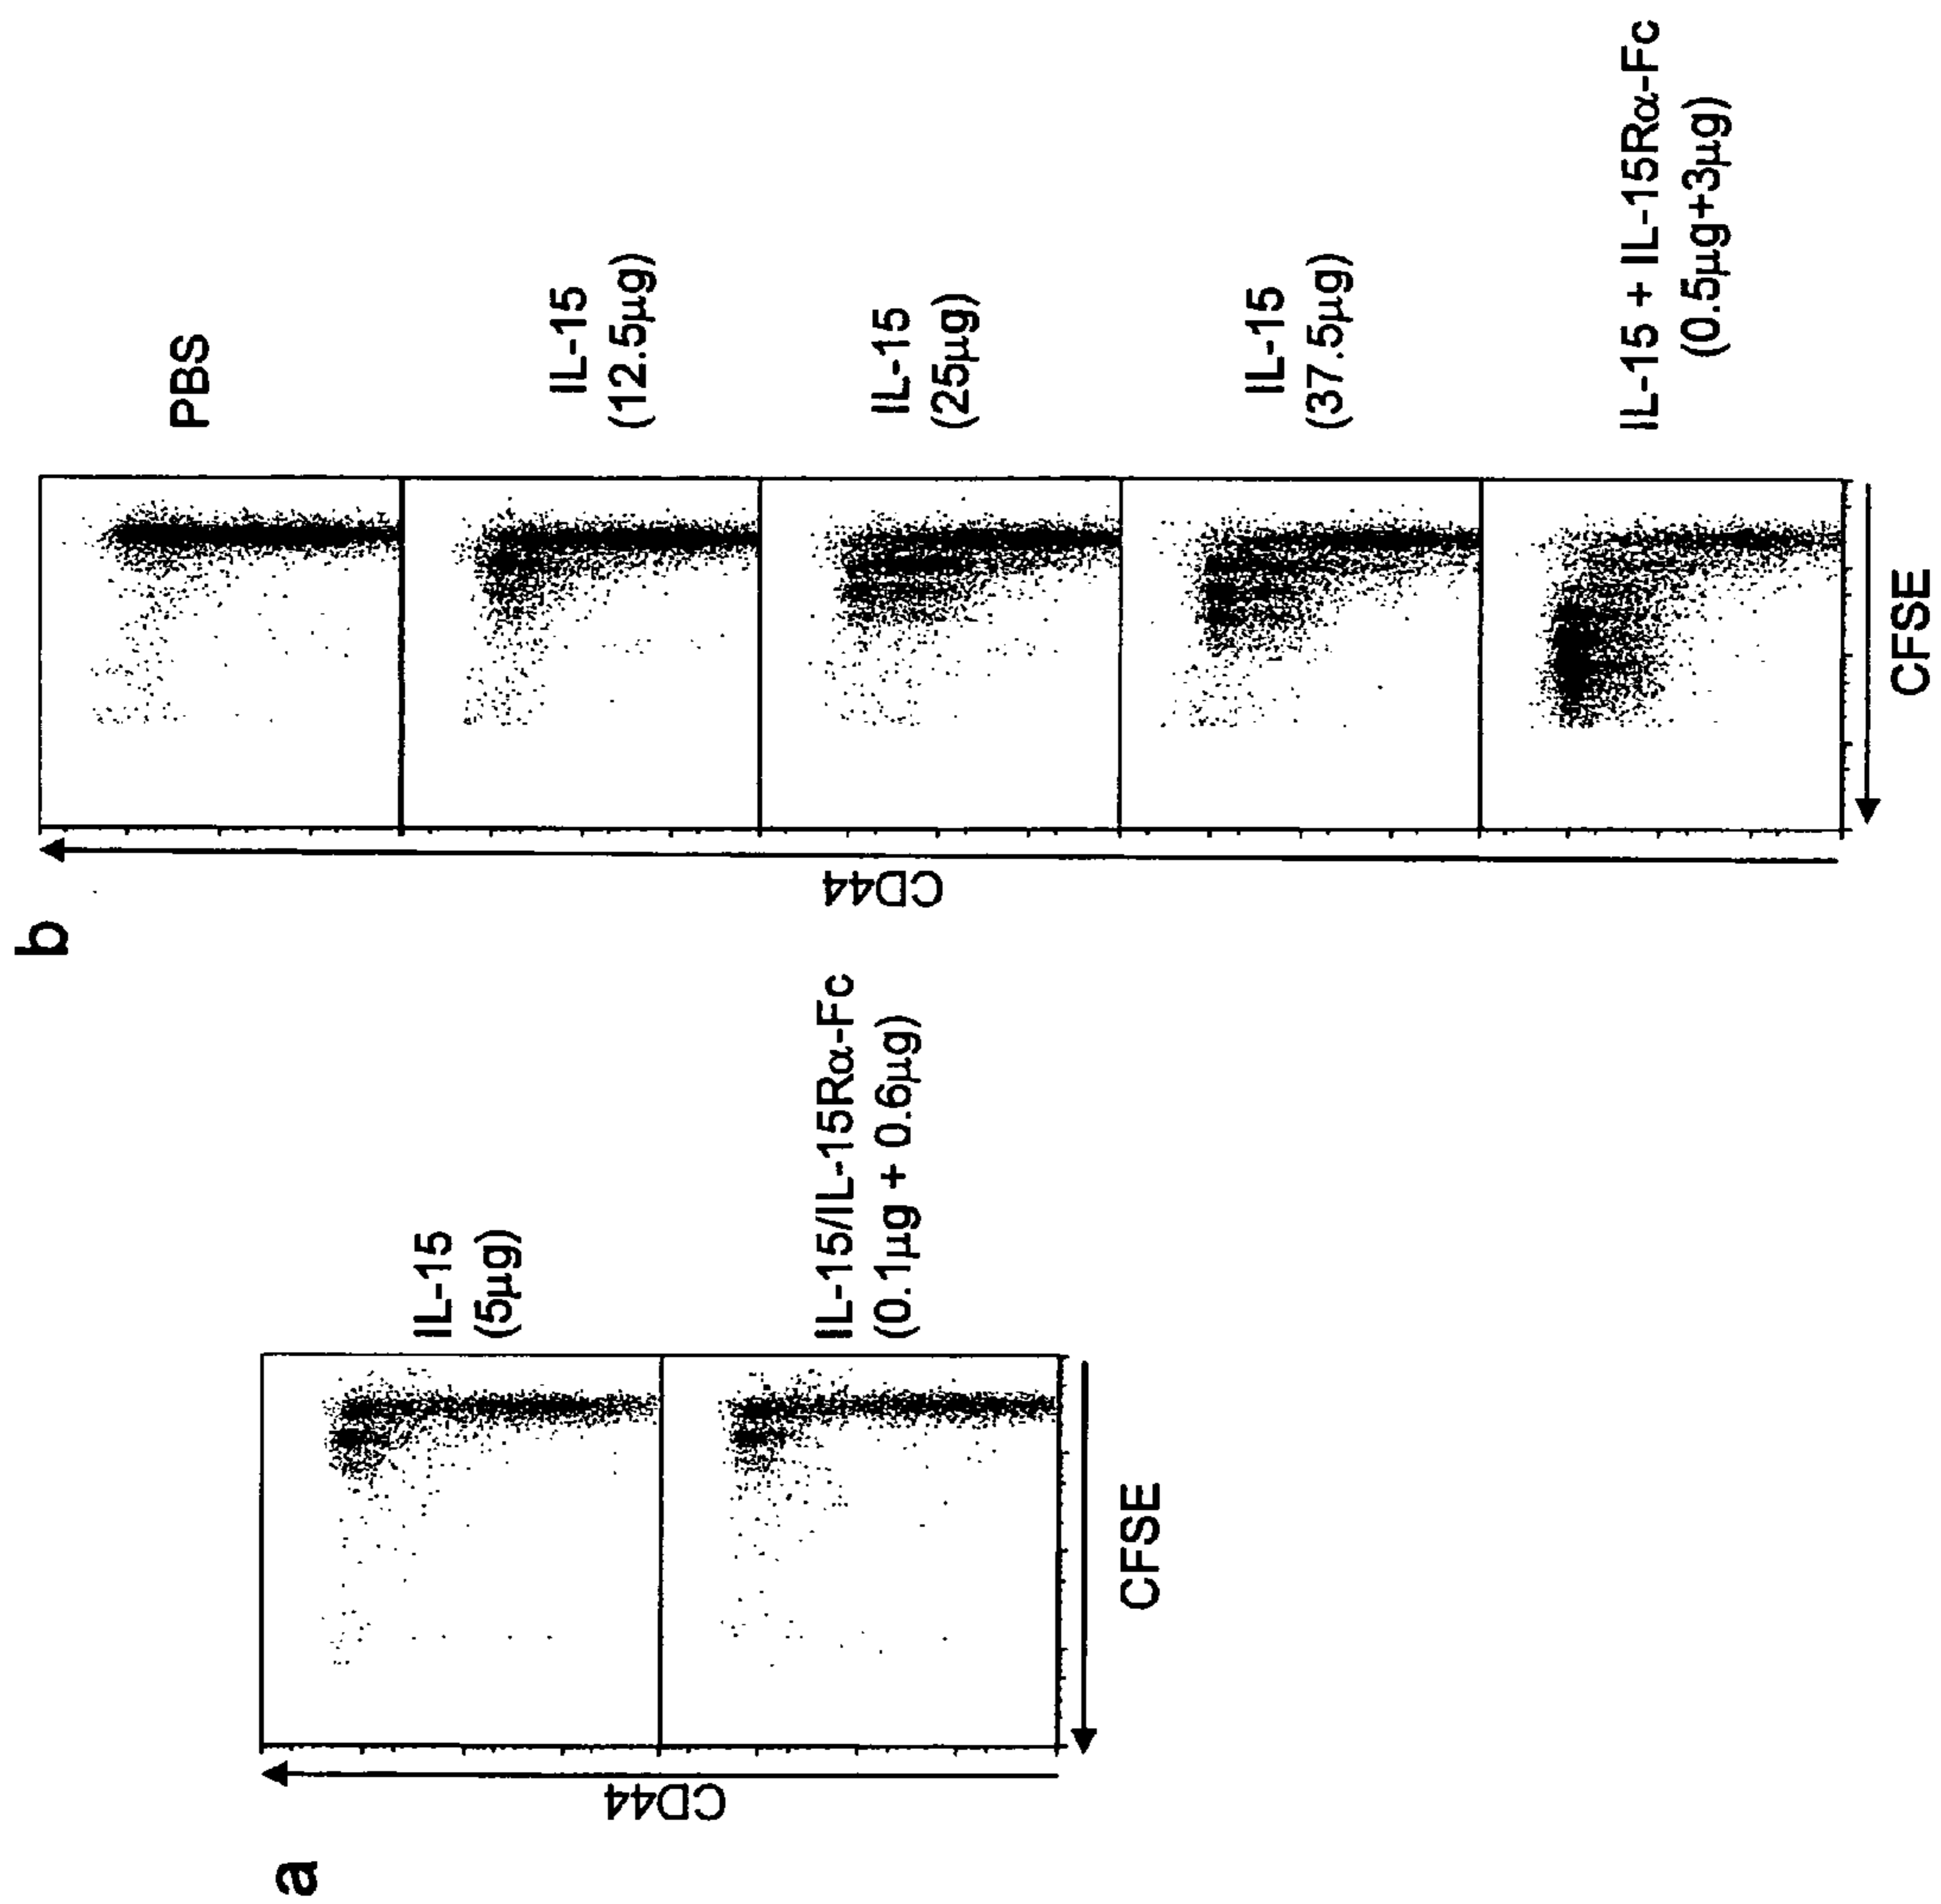 a
CD44
IL-15
(5µg)
IL-15/IL-15Rα-Fc
(0.1µg + 0.6µg)
CFSE
b
CD44
PBS
IL-15
(12.5µg)
IL-15
(25µg)
IL-15
(37.5µg)
IL-15 + IL-15Rα-Fc
(0.5µg+3µg)
CFSE